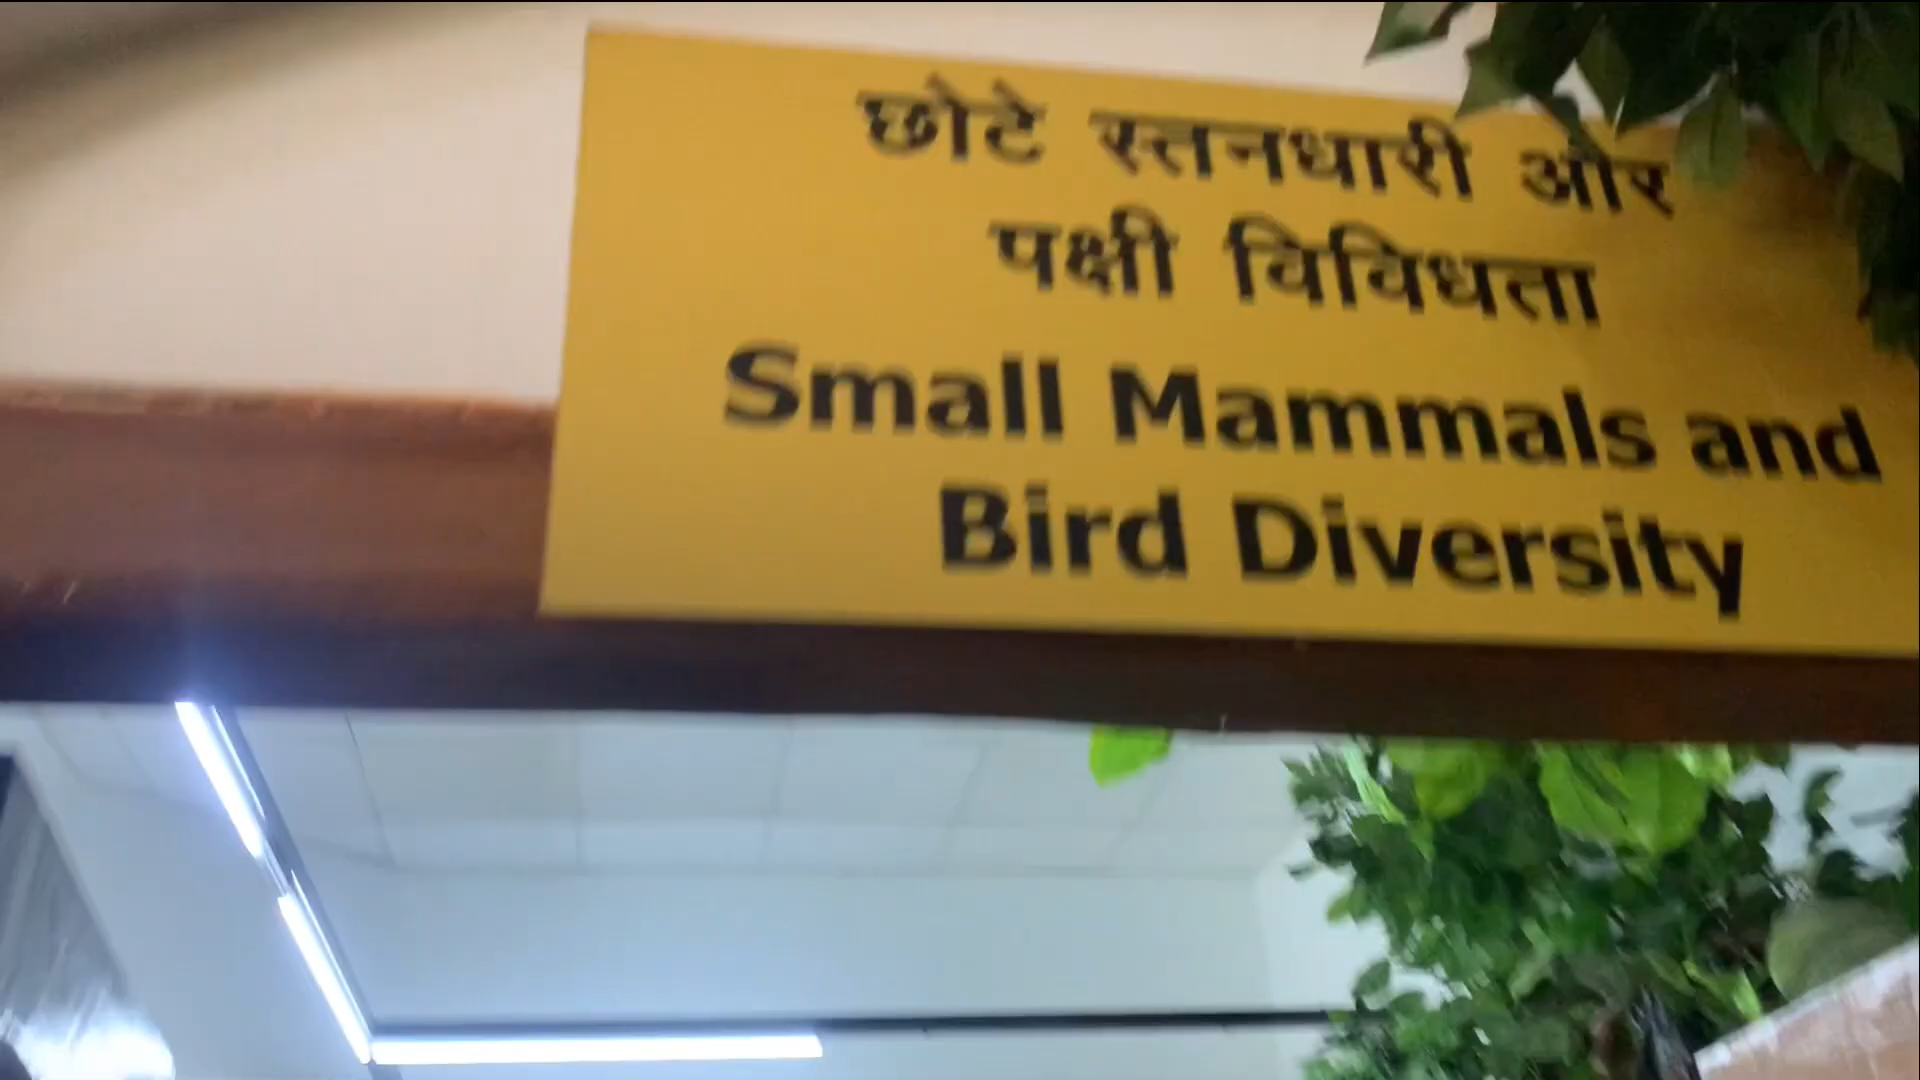 छोटे स्तनधारी और
पक्षी विविधता
Small Mammals and
Bird Diversity